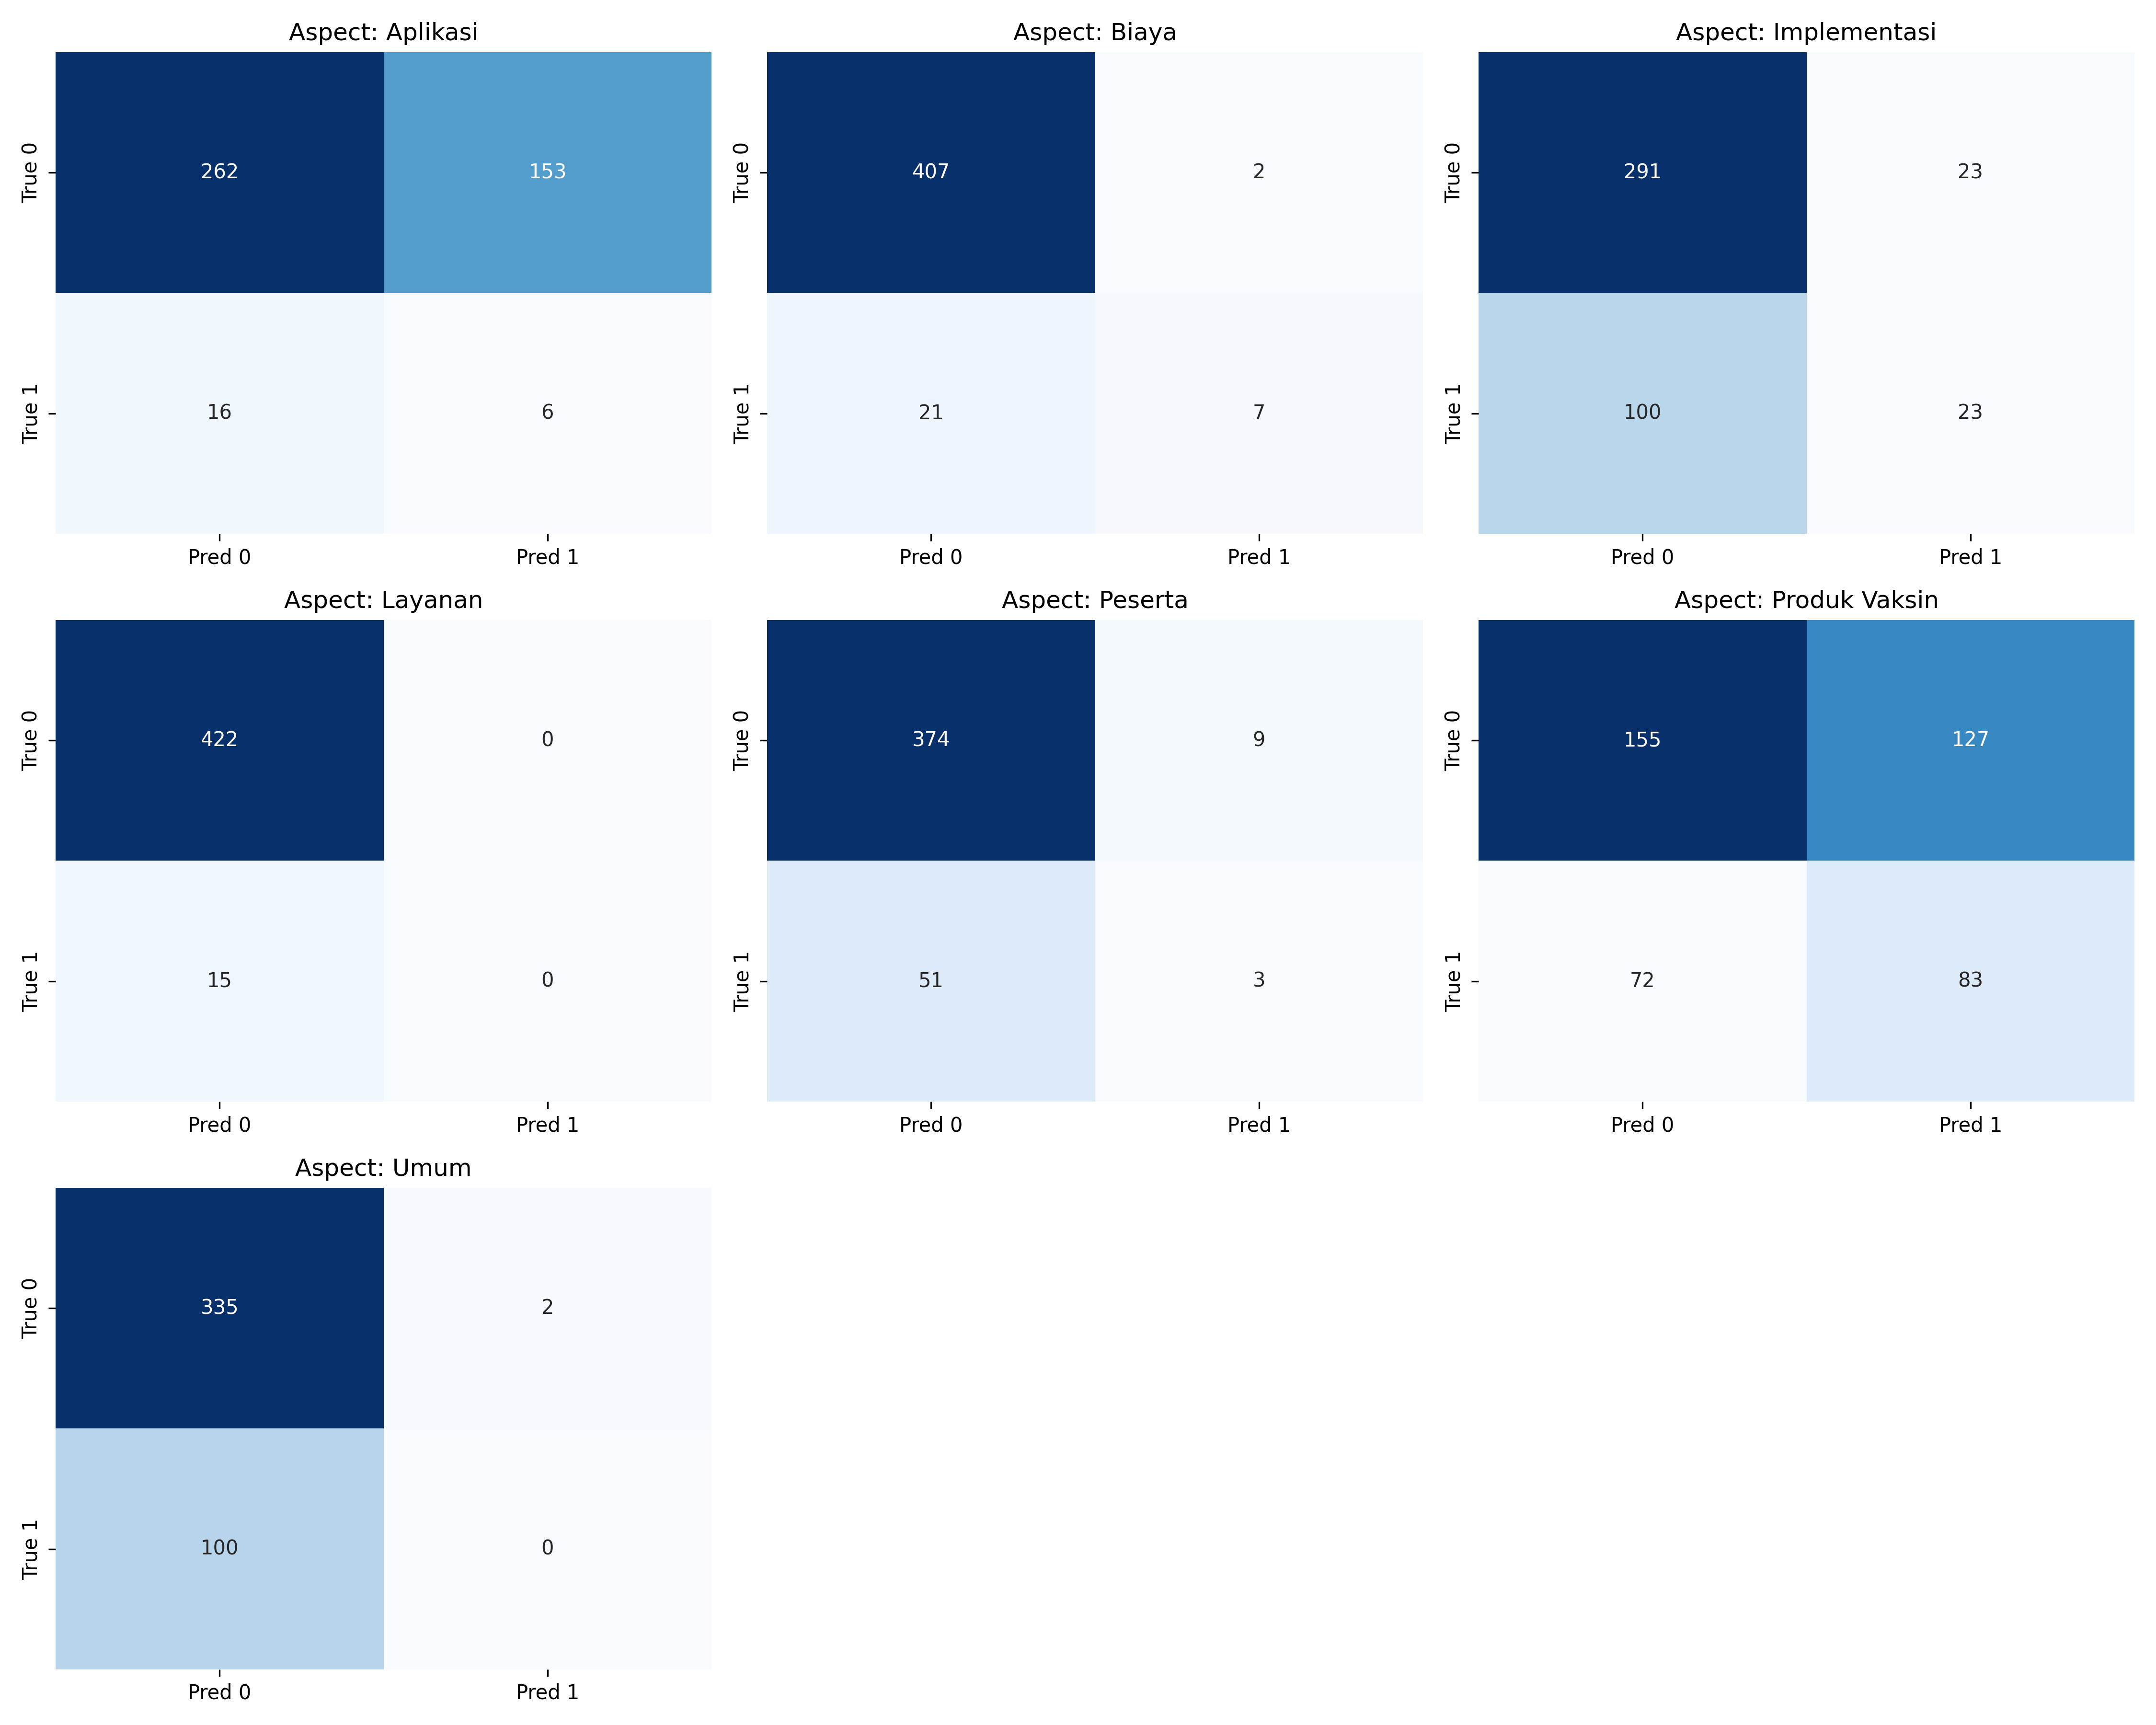 Aspect: Aplikasi
True 0
262
153
True 1
16
6
Pred 0
Pred 1
Aspect: Biaya
True 0
407
2
True 1
21
7
Pred 0
Pred 1
Aspect: Implementasi
True 0
291
23
True 1
100
23
Pred 0
Pred 1
Aspect: Layanan
True 0
422
0
True 1
15
0
Pred 0
Pred 1
Aspect: Peserta
True 0
374
9
True 1
51
3
Pred 0
Pred 1
Aspect: Produk Vaksin
True 0
155
127
True 1
72
83
Pred 0
Pred 1
Aspect: Umum
True 0
335
2
True 1
100
0
Pred 0
Pred 1